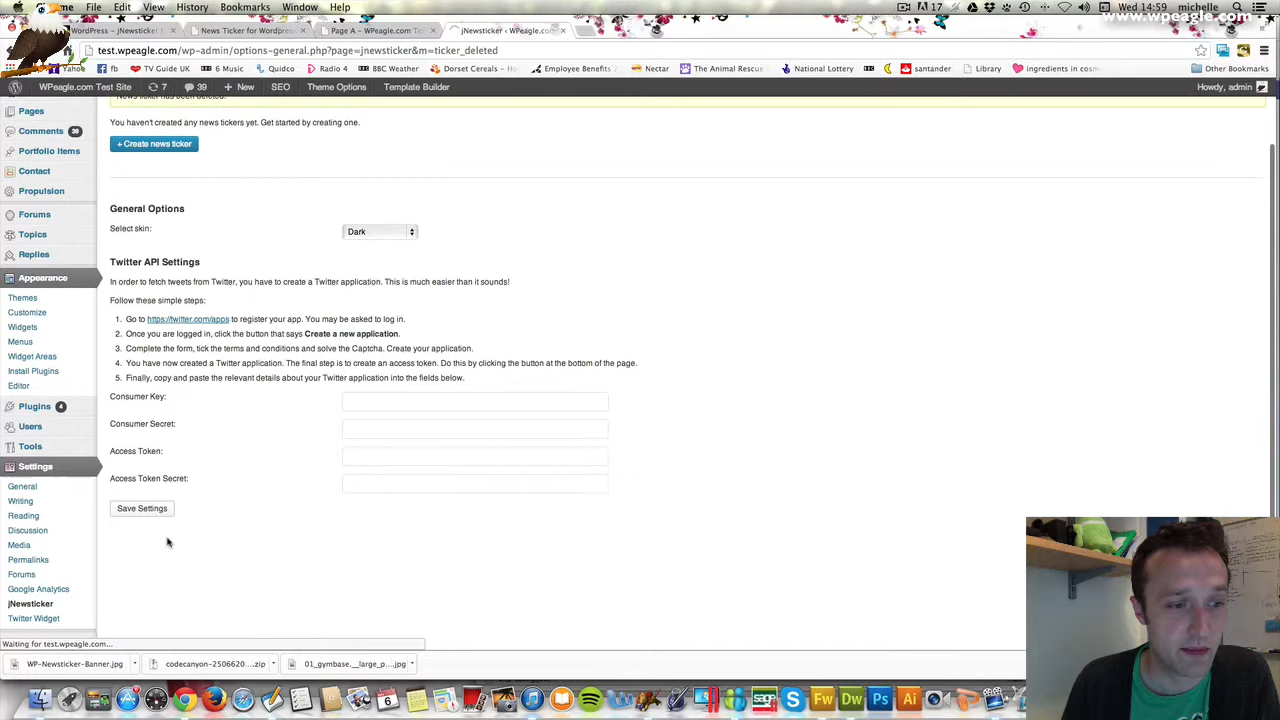 File Edit View History Bookmarks Window Help
17 Wed 14:59 michelle
www.wpeagle.com
WordPress – jNewsticker News Ticker for Wordpress Page A – WPeagle.com Te jNewsticker ‹ WPeagle.com
test.wpeagle.com/wp-admin/options-general.php?page=jnewsticker&m=ticker_deleted
Yahoo fb TV Guide UK 6 Music Quidco Radio 4 BBC Weather Dorset Cereals - Hom Employee Benefits Nectar The Animal Rescue National Lottery santander Library ingredients in cosm Other Bookmarks
WPeagle.com Test Site 7 39 + New SEO Theme Options Template Builder Howdy, admin
News ticker has been deleted.
You haven't created any news tickers yet. Get started by creating one.
+ Create news ticker
General Options
Select skin: Dark
Twitter API Settings
In order to fetch tweets from Twitter, you have to create a Twitter application. This is much easier than it sounds!
Follow these simple steps:
1. Go to https://twitter.com/apps to register your app. You may be asked to log in.
2. Once you are logged in, click the button that says Create a new application.
3. Complete the form, tick the terms and conditions and solve the Captcha. Create your application.
4. You have now created a Twitter application. The final step is to create an access token. Do this by clicking the button at the bottom of the page.
5. Finally, copy and paste the relevant details about your Twitter application into the fields below.
Consumer Key:
Consumer Secret:
Access Token:
Access Token Secret:
Save Settings
Pages
Comments 39
Portfolio Items
Contact
Propulsion
Forums
Topics
Replies
Appearance
Themes
Customize
Widgets
Menus
Widget Areas
Install Plugins
Editor
Plugins 4
Users
Tools
Settings
General
Writing
Reading
Discussion
Media
Permalinks
Forums
Google Analytics
jNewsticker
Twitter Widget
Waiting for test.wpeagle.com...
WP-Newsticker-Banner.jpg codecanyon-2506620...zip 01_gymbase.__large_p....jpg
6 sage Fw Dw Ps Ai